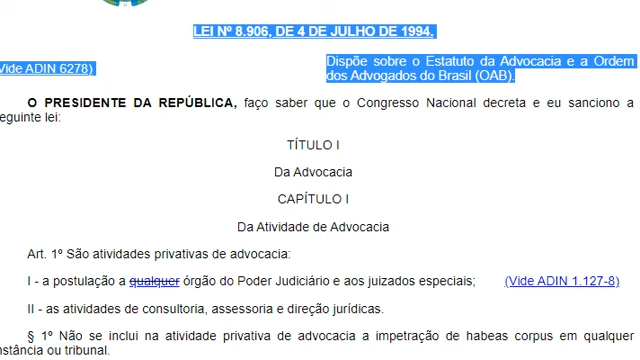 LEI Nº 8.906, DE 4 DE JULHO DE 1994.
Vide ADIN 6278)
Dispõe sobre o Estatuto da Advocacia e a Ordem
dos Advogados do Brasil (OAB).
O PRESIDENTE DA REPÚBLICA, faço saber que o Congresso Nacional decreta e eu sanciono a
eguinte lei:
TÍTULO I
Da Advocacia
CAPÍTULO I
Da Atividade de Advocacia
Art. 1º São atividades privativas de advocacia:
I - a postulação a qualquer órgão do Poder Judiciário e aos juizados especiais; (Vide ADIN 1.127-8)
II - as atividades de consultoria, assessoria e direção jurídicas.
§ 1º Não se inclui na atividade privativa de advocacia a impetração de habeas corpus em qualquer
nstância ou tribunal.